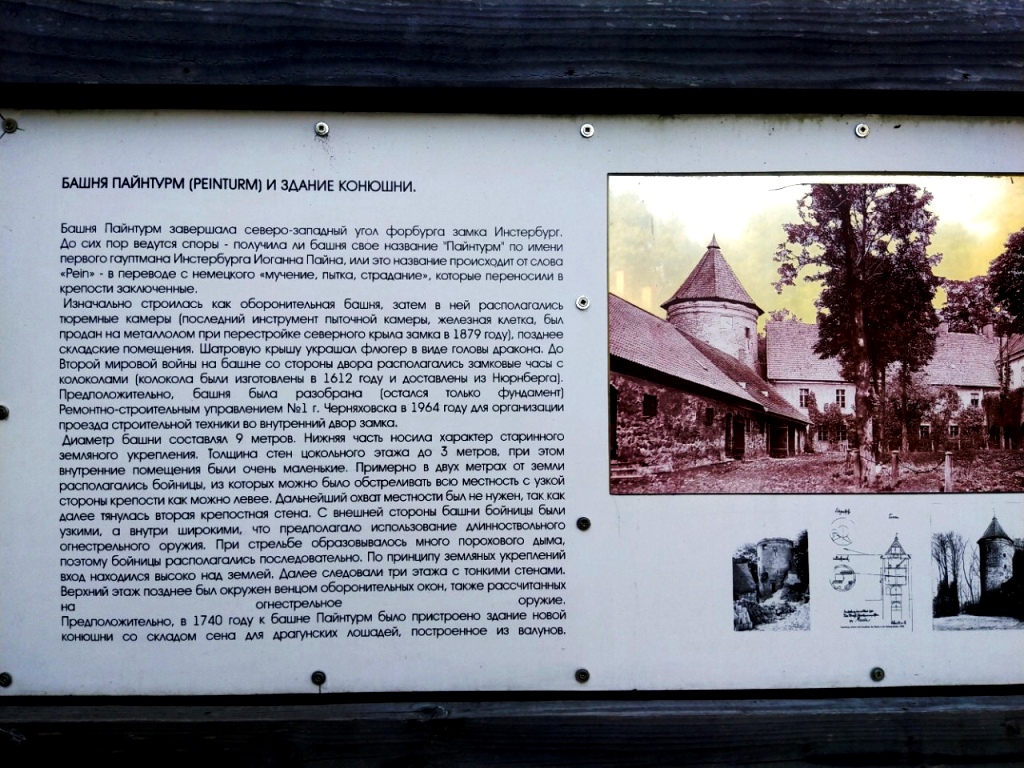 БАШНЯ ПАЙНТУРМ (PEINTURM) И ЗДАНИЕ КОНЮШНИ.
Башня Пайнтурм завершала северо-западный угол форбурга замка Инстербург.
До сих пор ведутся споры - получила ли башня свое название "Пайнтурм" по имени
первого гауптмана Инстербурга Иоганна Пайна, или это название происходит от слова
«Pein» - в переводе с немецкого «мучение, пытка, страдание», которые переносили в
крепости заключенные.
Изначально строилась как оборонительная башня, затем в ней располагались
тюремные камеры (последний инструмент пыточной камеры, железная клетка, был
продан на металлолом при перестройке северного крыла замка в 1879 году), позднее
складские помещения. Шатровую крышу украшал флюгер в виде головы дракона. До
Второй мировой войны на башне со стороны двора располагались замковые часы с
колоколами (колокола были изготовлены в 1612 году и доставлены из Нюрнберга).
Предположительно, башня была разобрана (остался только фундамент)
Ремонтно-строительным управлением №1 г. Черняховска в 1964 году для организации
проезда строительной техники во внутренний двор замка.
Диаметр башни составлял 9 метров. Нижняя часть носила характер старинного
земляного укрепления. Толщина стен цокольного этажа до 3 метров, при этом
внутренние помещения были очень маленькие. Примерно в двух метрах от земли
располагались бойницы, из которых можно было обстреливать всю местность с узкой
стороны крепости как можно левее. Дальнейший охват местности был не нужен, так как
далее тянулась вторая крепостная стена. С внешней стороны башни бойницы были
узкими, а внутри широкими, что предполагало использование длинноствольного
огнестрельного оружия. При стрельбе образовывалось много порохового дыма,
поэтому бойницы располагались последовательно. По принципу земляных укреплений
вход находился высоко над землей. Далее следовали три этажа с тонкими стенами.
Верхний этаж позднее был окружен венцом оборонительных окон, также рассчитанных
на огнестрельное оружие.
Предположительно, в 1740 году к башне Пайнтурм было пристроено здание новой
конюшни со складом сена для драгунских лошадей, построенное из валунов.